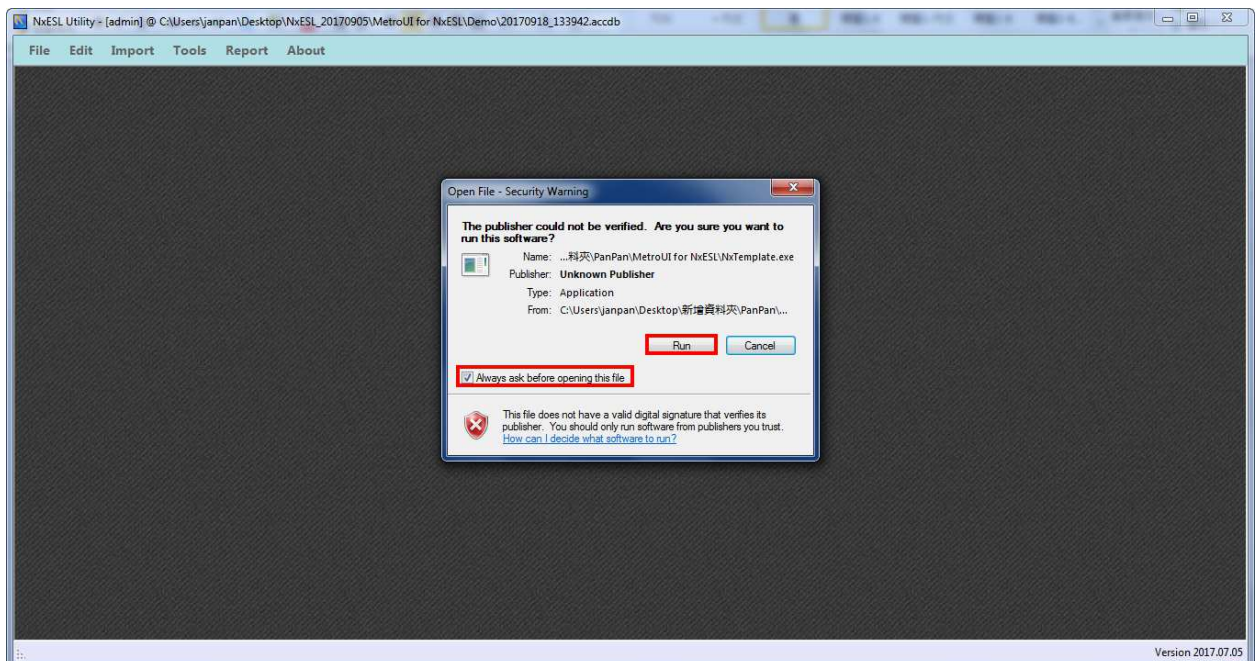 NxESL Utility - [admin] @ C:\Users\janpan\Desktop\NxESL_20170905\MetroUI for NxESL\Demo\20170918_133942.accdb
File Edit Import Tools Report About
Open File - Security Warning
The publisher could not be verified. Are you sure you want to
run this software?
Name: ...料夾\PanPan\MetroUI for NxESL\NxTemplate.exe
Publisher: Unknown Publisher
Type: Application
From: C:\Users\janpan\Desktop\新增資料夾\PanPan\...
Run Cancel
Always ask before opening this file
This file does not have a valid digital signature that verifies its
publisher. You should only run software from publishers you trust.
How can I decide what software to run?
Version 2017.07.05